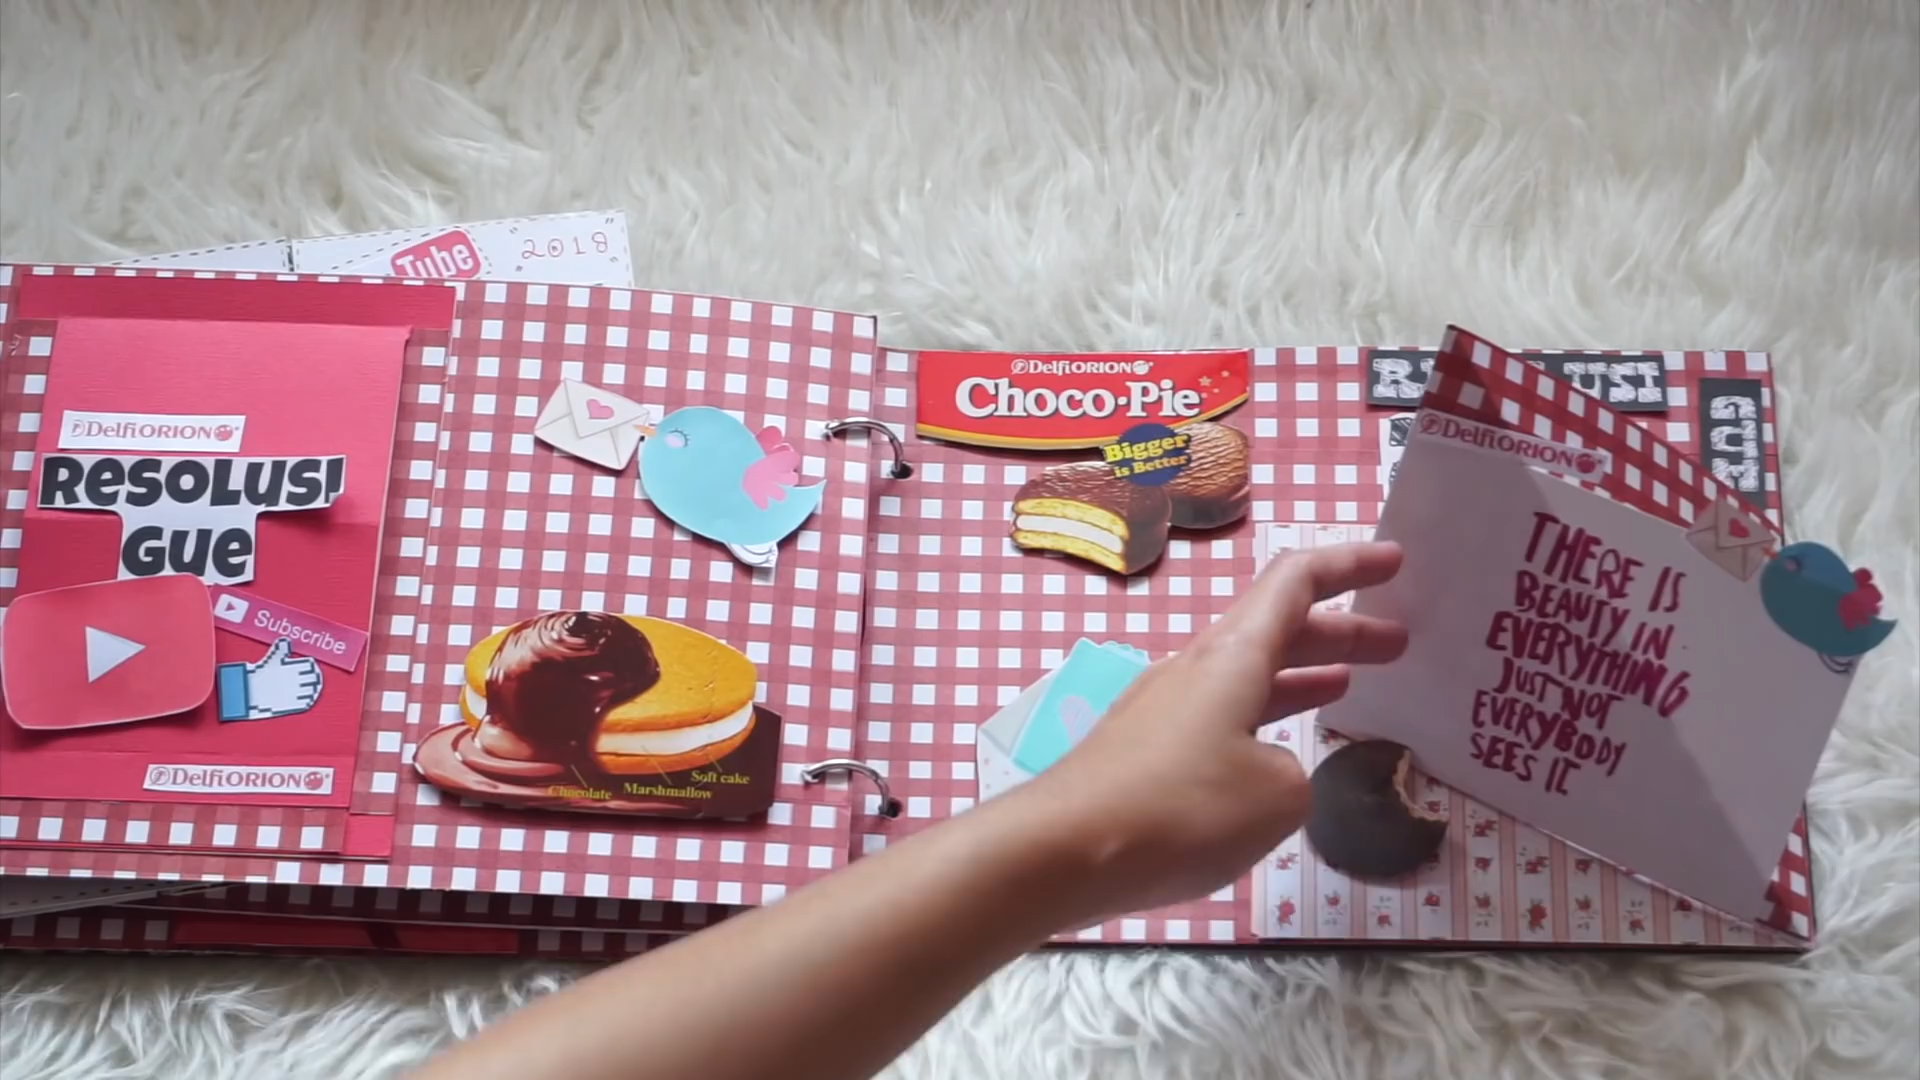 Tube
2018
DelfiORION
RESOLUSI
GUE
Subscribe
DelfiORION
Chocolate
Marshmallow
Soft cake
DelfiORION
Choco·Pie
Bigger
is Better
GUE
DelfiORION
THERE IS
BEAUTY IN
EVERYTHING
JUST NOT
EVERYBODY
SEES IT